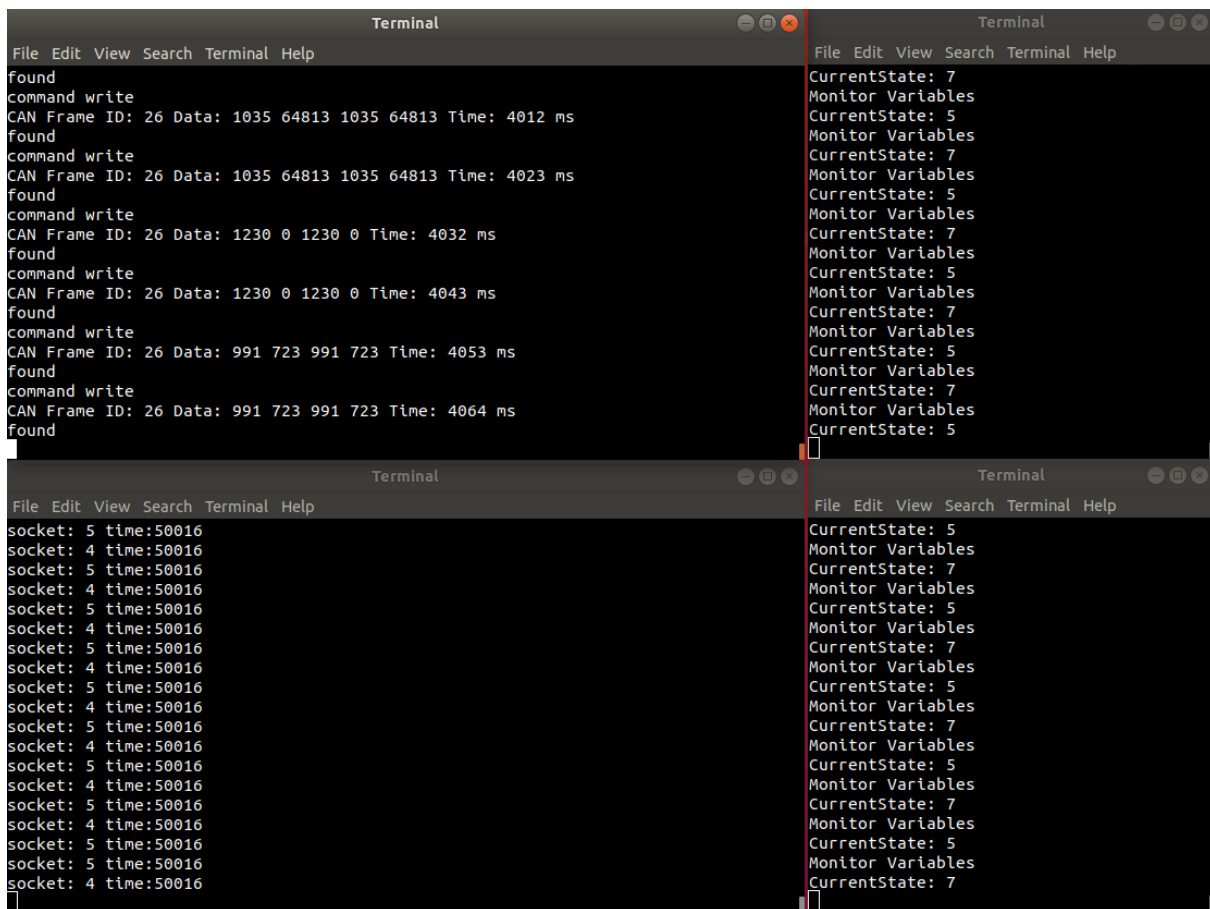 Terminal
File Edit View Search Terminal Help
found
command write
CAN Frame ID: 26 Data: 1035 64813 1035 64813 Time: 4012 ms
found
command write
CAN Frame ID: 26 Data: 1035 64813 1035 64813 Time: 4023 ms
found
command write
CAN Frame ID: 26 Data: 1230 0 1230 0 Time: 4032 ms
found
command write
CAN Frame ID: 26 Data: 1230 0 1230 0 Time: 4043 ms
found
command write
CAN Frame ID: 26 Data: 991 723 991 723 Time: 4053 ms
found
command write
CAN Frame ID: 26 Data: 991 723 991 723 Time: 4064 ms
found
Terminal
File Edit View Search Terminal Help
CurrentState: 7
Monitor Variables
CurrentState: 5
Monitor Variables
CurrentState: 7
Monitor Variables
CurrentState: 5
Monitor Variables
CurrentState: 7
Monitor Variables
CurrentState: 5
Monitor Variables
CurrentState: 7
Monitor Variables
CurrentState: 5
Monitor Variables
CurrentState: 7
Monitor Variables
CurrentState: 5
Terminal
File Edit View Search Terminal Help
socket: 5 time:50016
socket: 4 time:50016
socket: 5 time:50016
socket: 4 time:50016
socket: 5 time:50016
socket: 4 time:50016
socket: 5 time:50016
socket: 4 time:50016
socket: 5 time:50016
socket: 4 time:50016
socket: 5 time:50016
socket: 4 time:50016
socket: 5 time:50016
socket: 4 time:50016
socket: 5 time:50016
socket: 4 time:50016
socket: 5 time:50016
socket: 5 time:50016
socket: 4 time:50016
Terminal
File Edit View Search Terminal Help
CurrentState: 5
Monitor Variables
CurrentState: 7
Monitor Variables
CurrentState: 5
Monitor Variables
CurrentState: 7
Monitor Variables
CurrentState: 5
Monitor Variables
CurrentState: 7
Monitor Variables
CurrentState: 5
Monitor Variables
CurrentState: 7
Monitor Variables
CurrentState: 5
Monitor Variables
CurrentState: 7